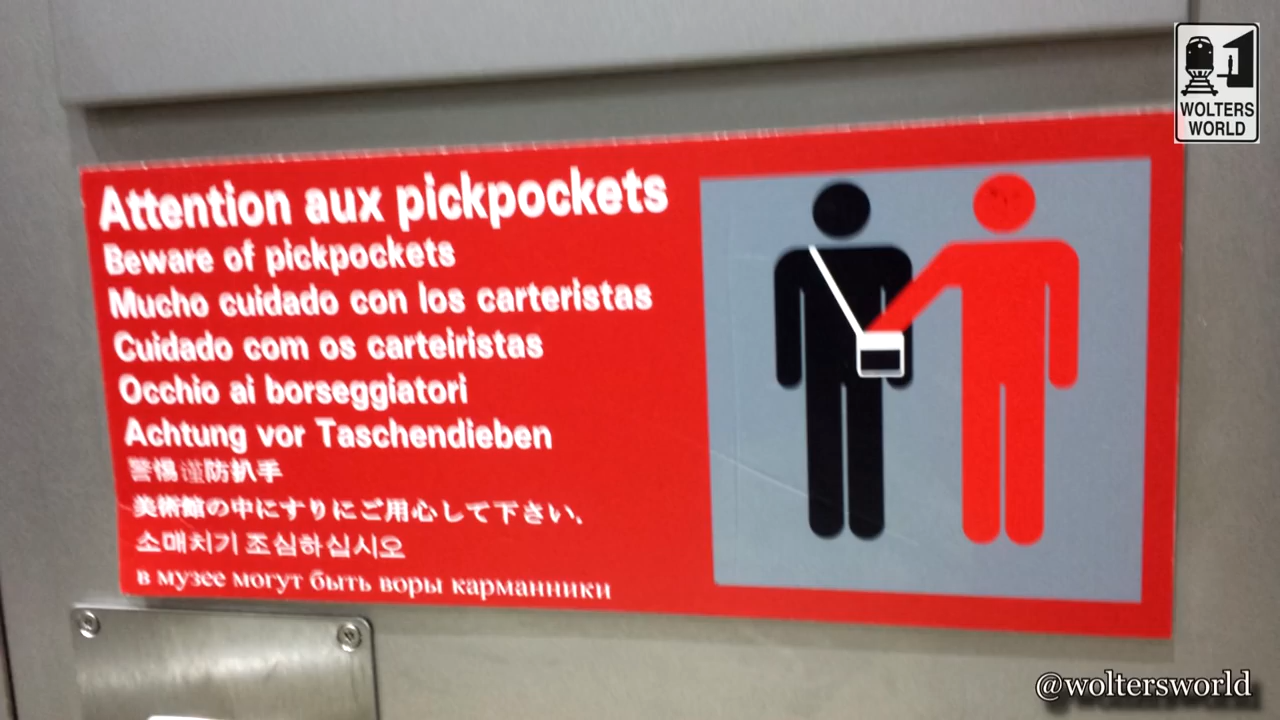 WOLTERS
WORLD
Attention aux pickpockets
Beware of pickpockets
Mucho cuidado con los carteristas
Cuidado com os carteiristas
Occhio ai borseggiatori
Achtung vor Taschendieben
警惕谨防扒手
美術館の中にすりにご用心して下さい.
소매치기 조심하십시오
в музее могут быть воры карманники
@woltersworld